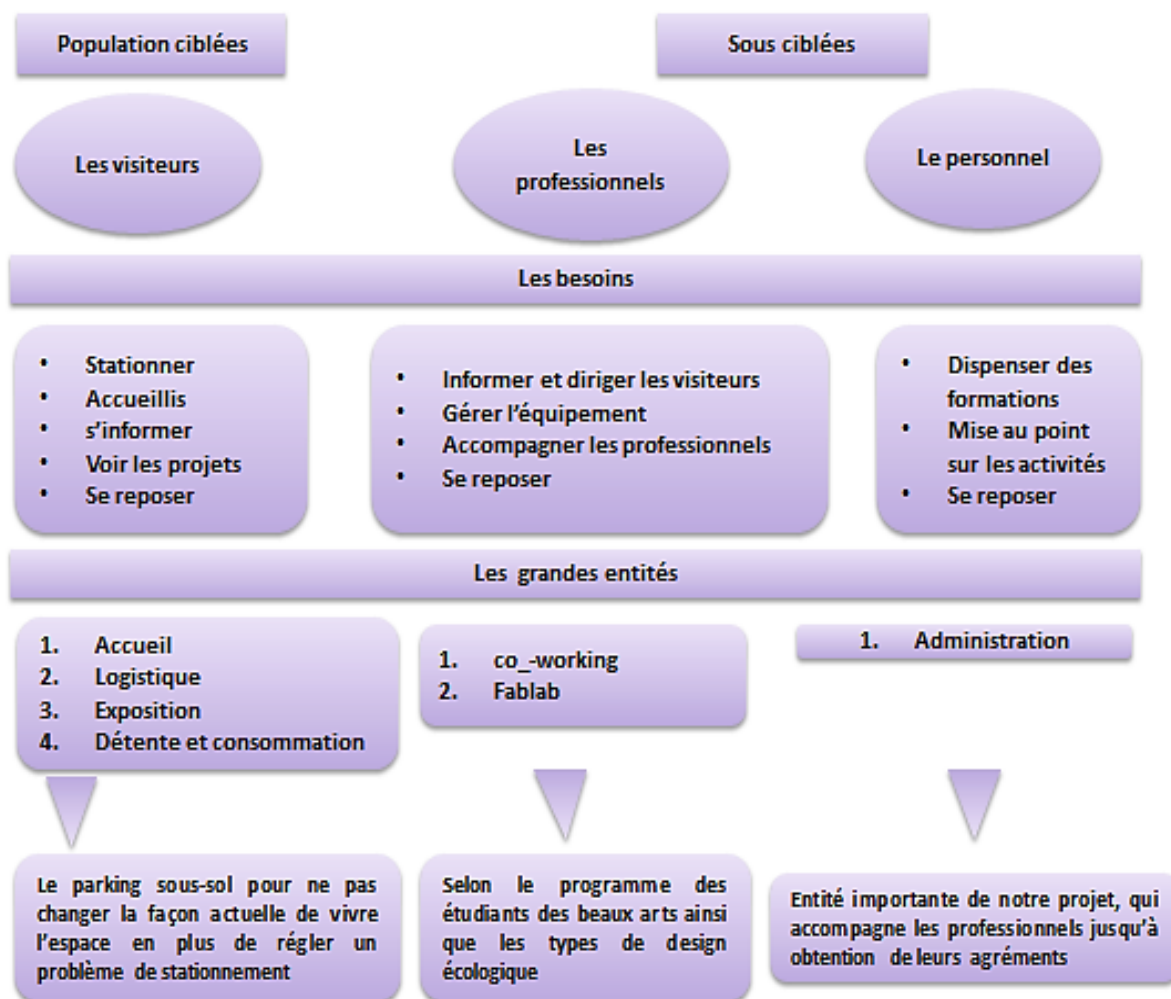 Population ciblées
Sous ciblées
Les visiteurs
Les
professionnels
Le personnel
Les besoins
• Stationner
• Accueillis
• s’informer
• Voir les projets
• Se reposer
• Informer et diriger les visiteurs
• Gérer l’équipement
• Accompagner les professionnels
• Se reposer
• Dispenser des
formations
• Mise au point
sur les activités
• Se reposer
Les grandes entités
1. Accueil
2. Logistique
3. Exposition
4. Détente et consommation
1. co_-working
2. Fablab
1. Administration
Le parking sous-sol pour ne pas
changer la façon actuelle de vivre
l’espace en plus de régler un
problème de stationnement
Selon le programme des
étudiants des beaux arts ainsi
que les types de design
écologique
Entité importante de notre projet, qui
accompagne les professionnels jusqu’à
obtention de leurs agréments